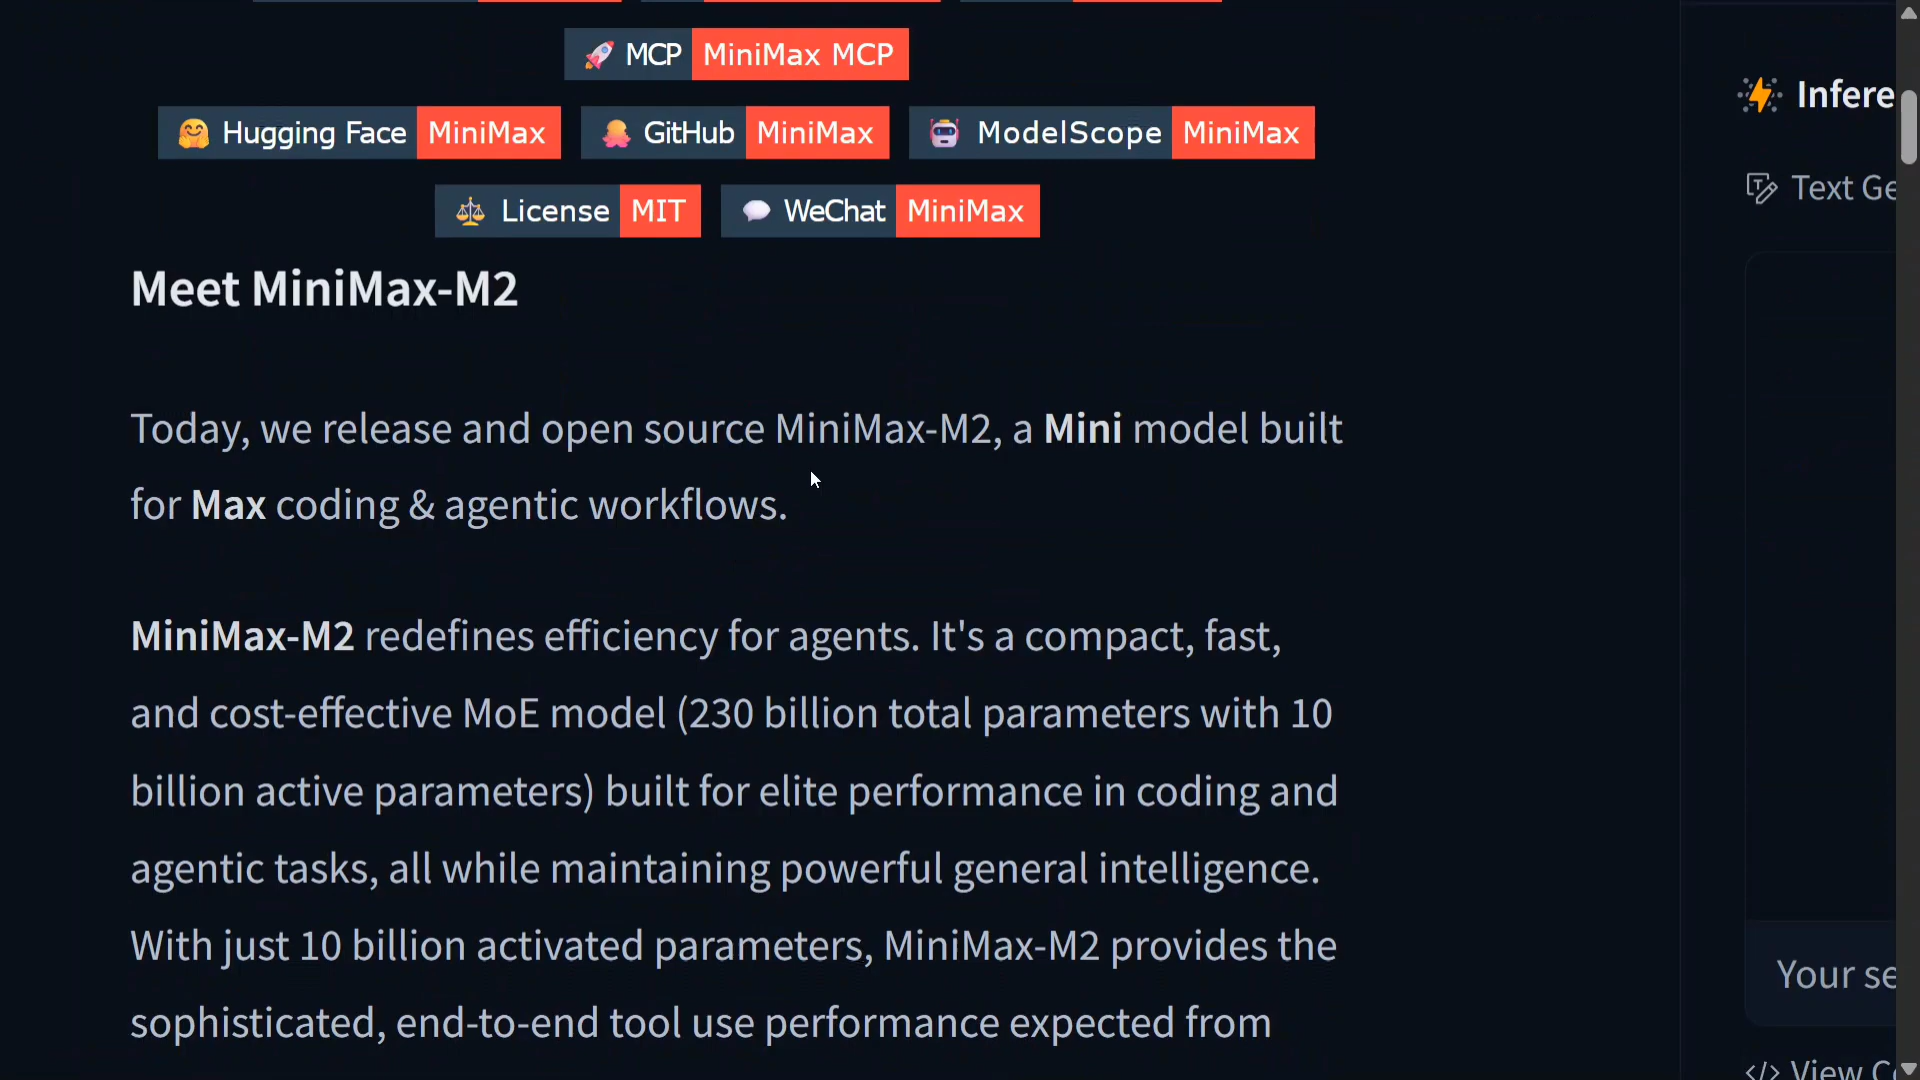 MCP MiniMax MCP
Hugging Face MiniMax GitHub MiniMax ModelScope MiniMax
License MIT WeChat MiniMax
Meet MiniMax-M2
Today, we release and open source MiniMax-M2, a Mini model built
for Max coding & agentic workflows.
MiniMax-M2 redefines efficiency for agents. It's a compact, fast,
and cost-effective MoE model (230 billion total parameters with 10
billion active parameters) built for elite performance in coding and
agentic tasks, all while maintaining powerful general intelligence.
With just 10 billion activated parameters, MiniMax-M2 provides the
sophisticated, end-to-end tool use performance expected from
Infere
Text Ge
Your se
</> View Co